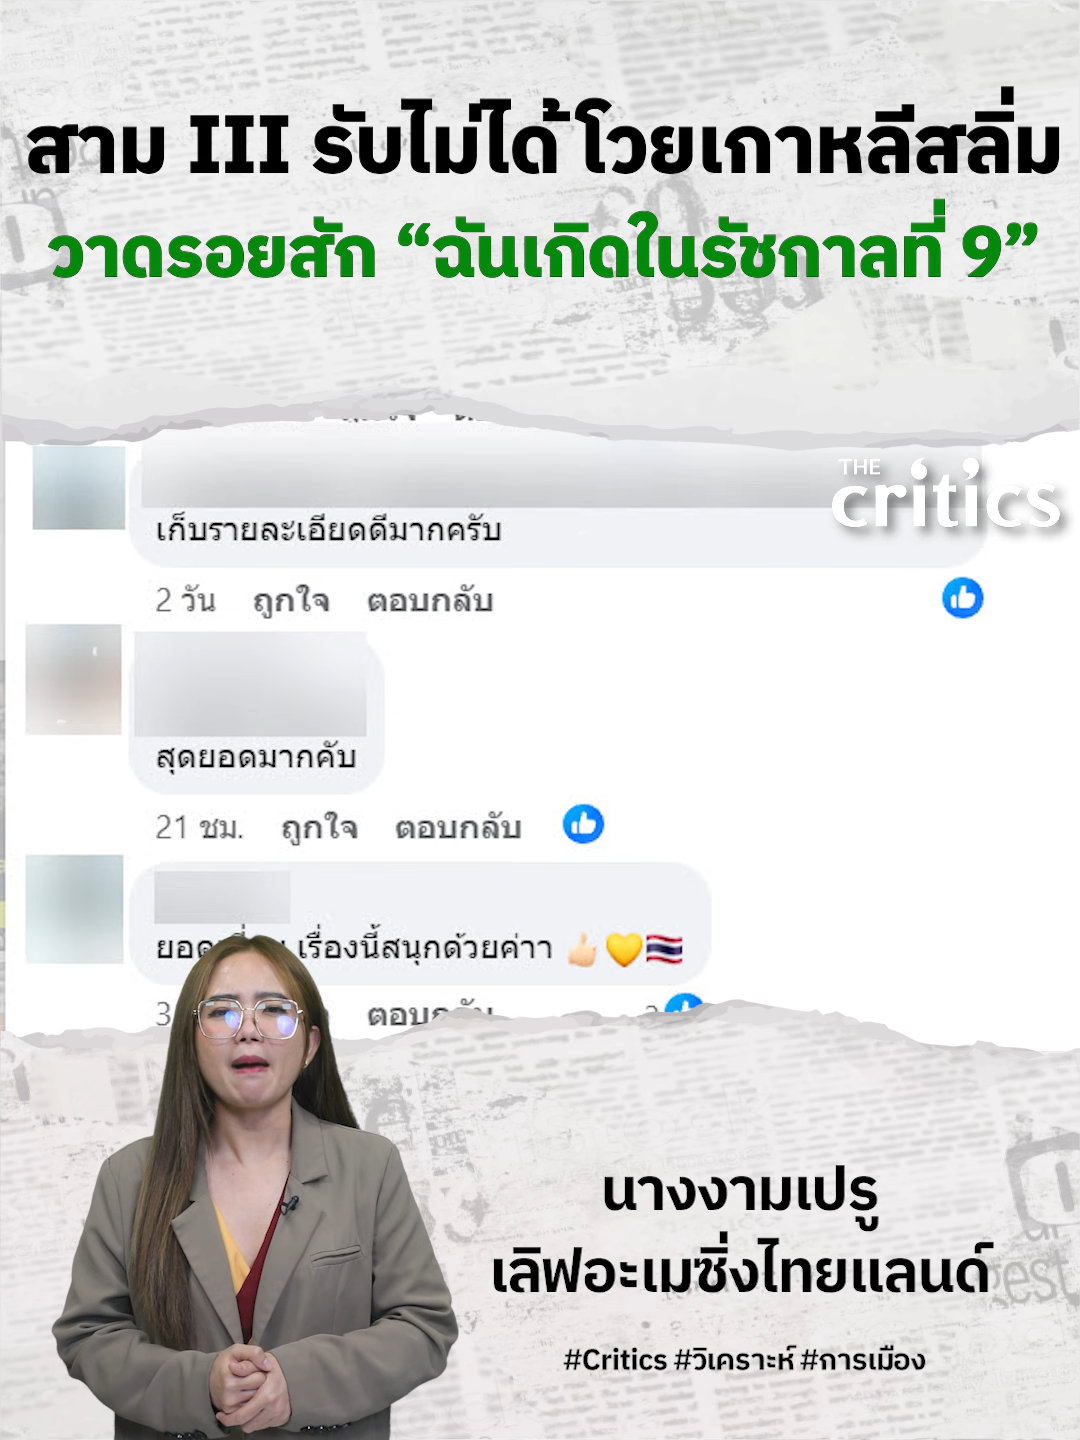 สาม III รับไม่ได้ โวยเกาหลีสลิ่ม
วาดรอยสัก “ฉันเกิดในรัชกาลที่ 9”
THE
critics
เก็บรายละเอียดดีมากครับ
2 วัน ถูกใจ ตอบกลับ
สุดยอดมากคับ
21 ชม. ถูกใจ ตอบกลับ
เรื่องนี้สนุกด้วยค่าา 👍🏻💛🇹🇭
3 ตอบกลับ
นางงามเปรู
เลิฟอะเมซิ่งไทยแลนด์
#Critics #วิเคราะห์ #การเมือง